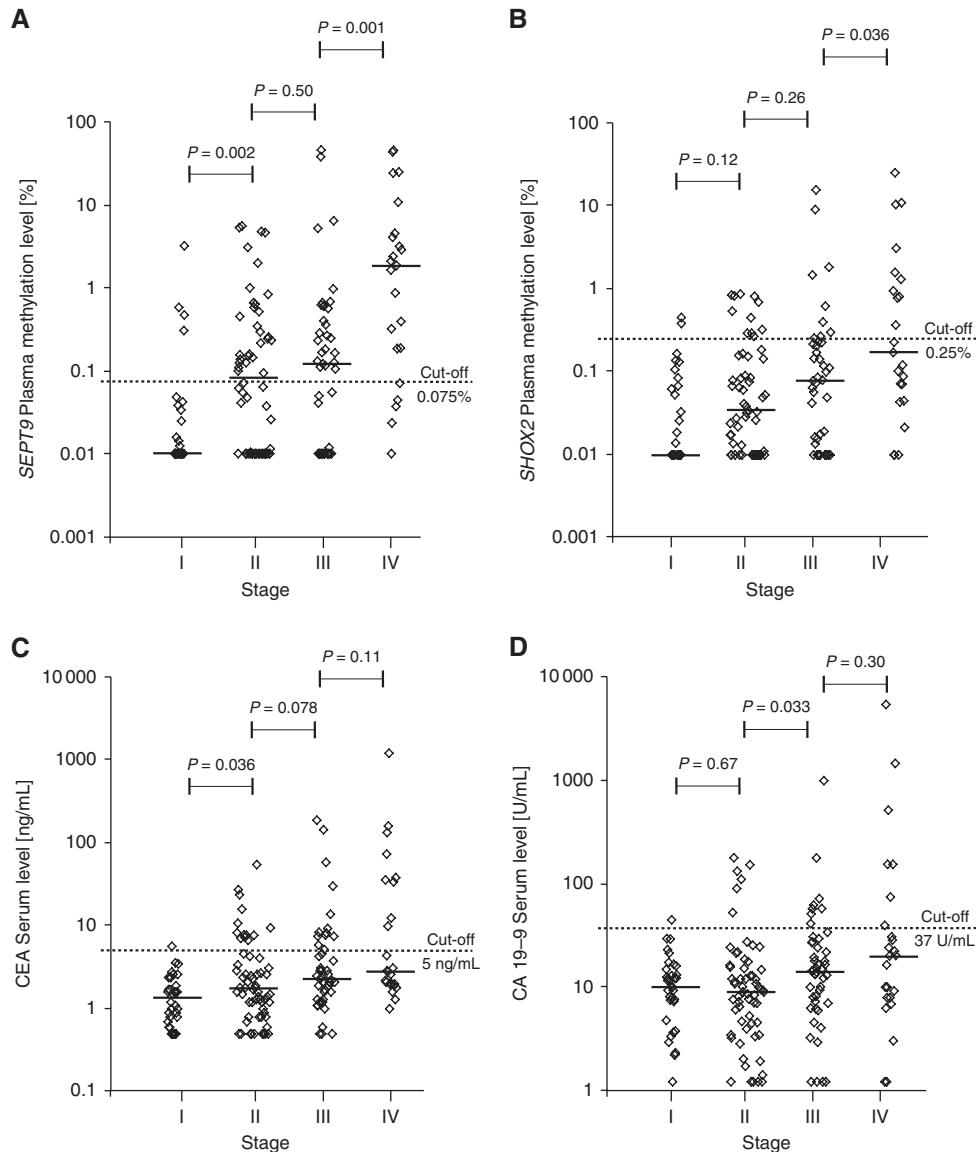 A
P = 0.001
P = 0.50
P = 0.002
SEPT9 Plasma methylation level [%]
100
10
1
0.1
0.01
0.001
Cut-off
0.075%
I II III IV
Stage
B
P = 0.036
P = 0.26
P = 0.12
SHOX2 Plasma methylation level [%]
100
10
1
0.1
0.01
0.001
Cut-off
0.25%
I II III IV
Stage
C
P = 0.11
P = 0.078
P = 0.036
CEA Serum level [ng/mL]
10 000
1000
100
10
1
0.1
Cut-off
5 ng/mL
I II III IV
Stage
D
P = 0.30
P = 0.033
P = 0.67
CA 19–9 Serum level [U/mL]
10 000
1000
100
10
1
Cut-off
37 U/mL
I II III IV
Stage